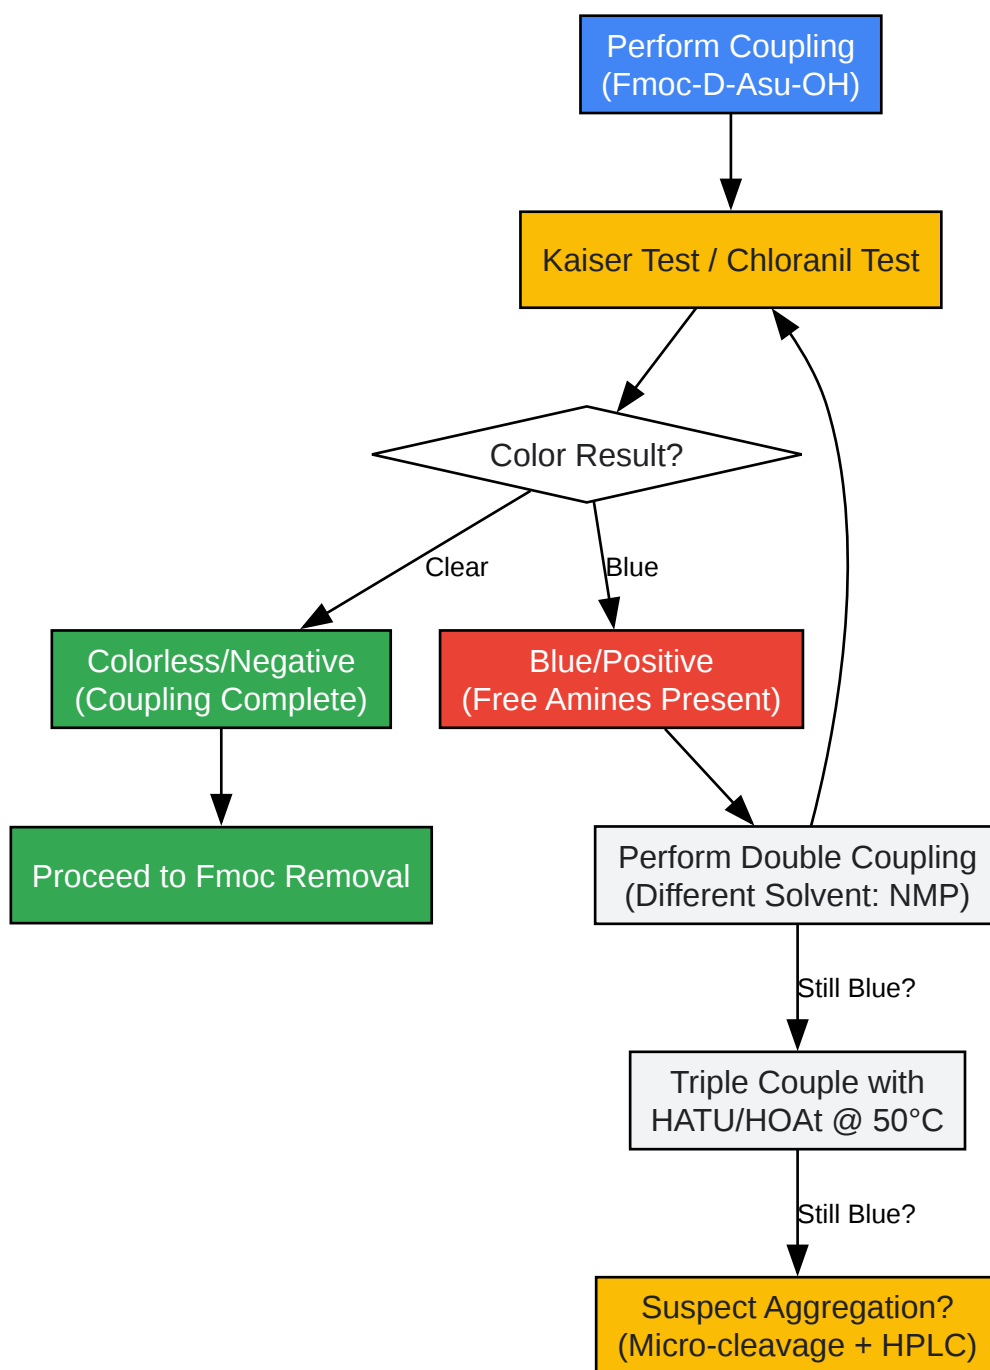 Perform Coupling
(Fmoc-D-Asu-OH)
Kaiser Test / Chloranil Test
Color Result?
Clear
Blue
Colorless/Negative
(Coupling Complete)
Blue/Positive
(Free Amines Present)
Proceed to Fmoc Removal
Perform Double Coupling
(Different Solvent: NMP)
Still Blue?
Triple Couple with
HATU/HOAt @ 50°C
Still Blue?
Suspect Aggregation?
(Micro-cleavage + HPLC)